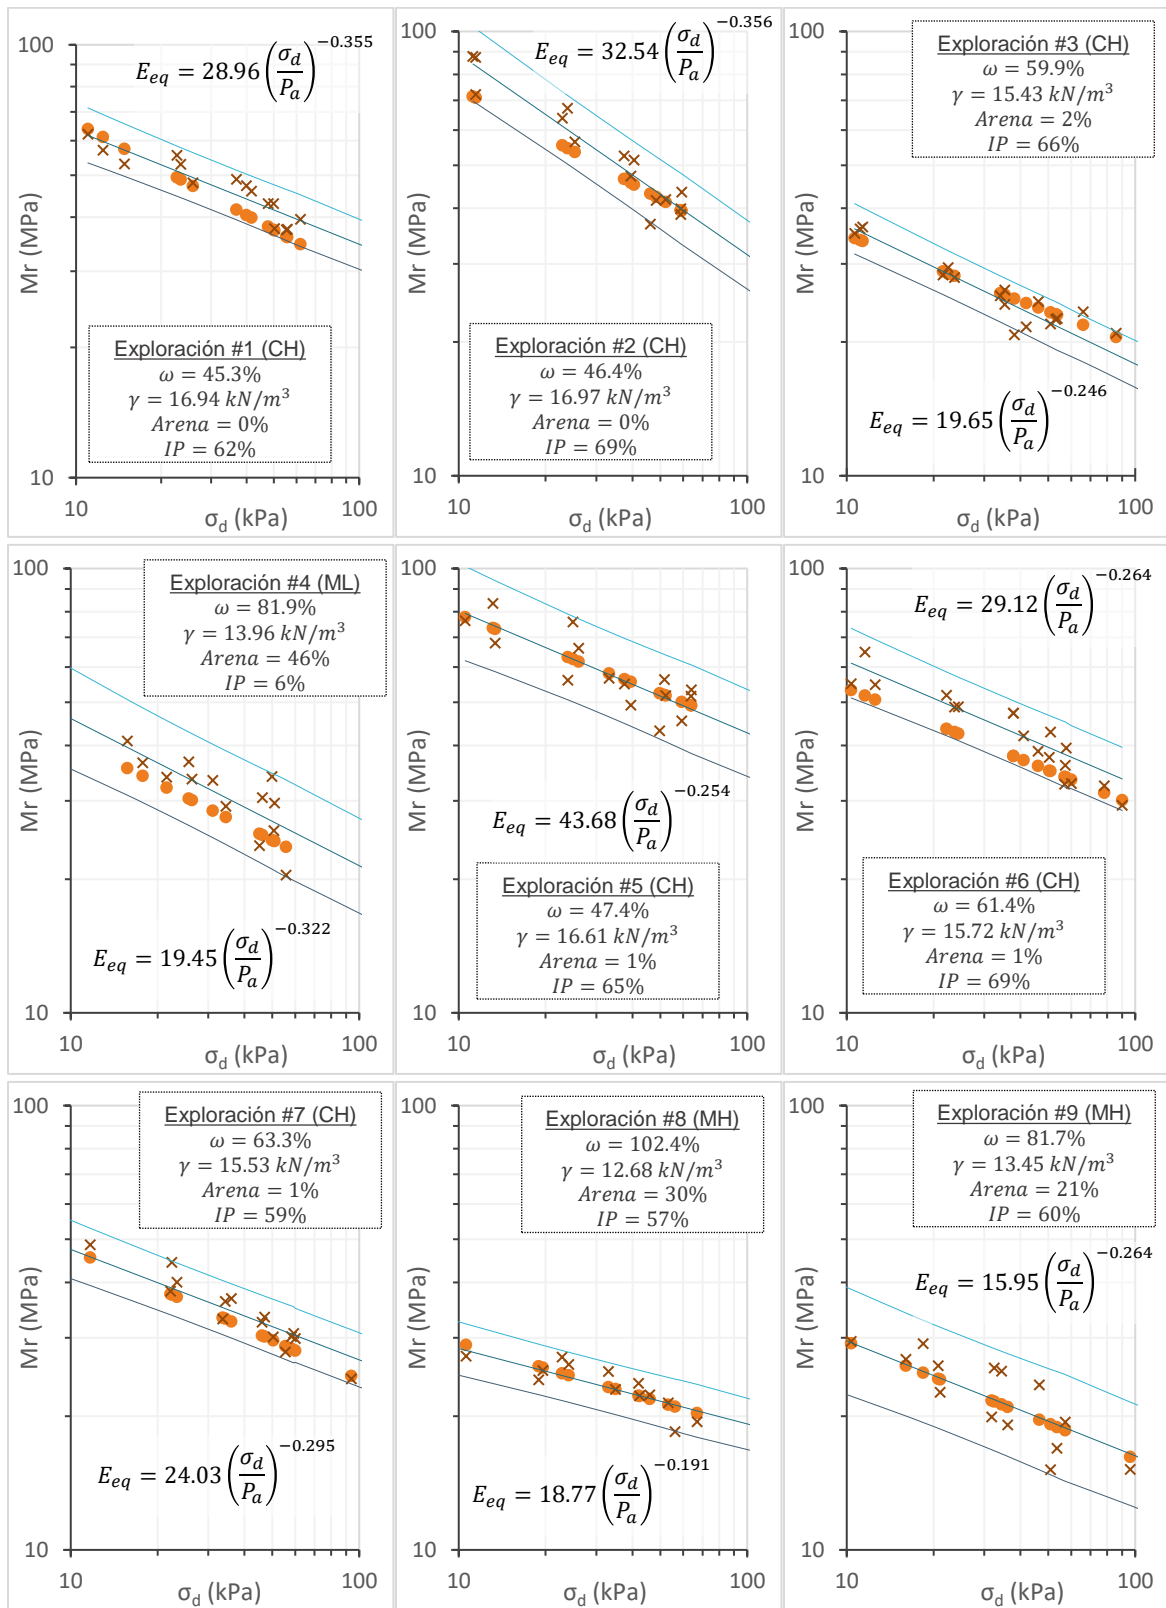 100
Mr (MPa)
10
10
100
σd (kPa)
E_eq = 28.96 (σ_d/P_a)^−0.355
Exploración #1 (CH)
ω = 45.3%
γ = 16.94 kN/m³
Arena = 0%
IP = 62%
100
Mr (MPa)
10
10
100
σd (kPa)
E_eq = 32.54 (σ_d/P_a)^−0.356
Exploración #2 (CH)
ω = 46.4%
γ = 16.97 kN/m³
Arena = 0%
IP = 69%
100
Mr (MPa)
10
10
100
σd (kPa)
Exploración #3 (CH)
ω = 59.9%
γ = 15.43 kN/m³
Arena = 2%
IP = 66%
E_eq = 19.65 (σ_d/P_a)^−0.246
100
Mr (MPa)
10
10
100
σd (kPa)
Exploración #4 (ML)
ω = 81.9%
γ = 13.96 kN/m³
Arena = 46%
IP = 6%
E_eq = 19.45 (σ_d/P_a)^−0.322
100
Mr (MPa)
10
10
100
σd (kPa)
E_eq = 43.68 (σ_d/P_a)^−0.254
Exploración #5 (CH)
ω = 47.4%
γ = 16.61 kN/m³
Arena = 1%
IP = 65%
100
Mr (MPa)
10
10
100
σd (kPa)
E_eq = 29.12 (σ_d/P_a)^−0.264
Exploración #6 (CH)
ω = 61.4%
γ = 15.72 kN/m³
Arena = 1%
IP = 69%
100
Mr (MPa)
10
10
100
σd (kPa)
Exploración #7 (CH)
ω = 63.3%
γ = 15.53 kN/m³
Arena = 1%
IP = 59%
E_eq = 24.03 (σ_d/P_a)^−0.295
100
Mr (MPa)
10
10
100
σd (kPa)
Exploración #8 (MH)
ω = 102.4%
γ = 12.68 kN/m³
Arena = 30%
IP = 57%
E_eq = 18.77 (σ_d/P_a)^−0.191
100
Mr (MPa)
10
10
100
σd (kPa)
Exploración #9 (MH)
ω = 81.7%
γ = 13.45 kN/m³
Arena = 21%
IP = 60%
E_eq = 15.95 (σ_d/P_a)^−0.264